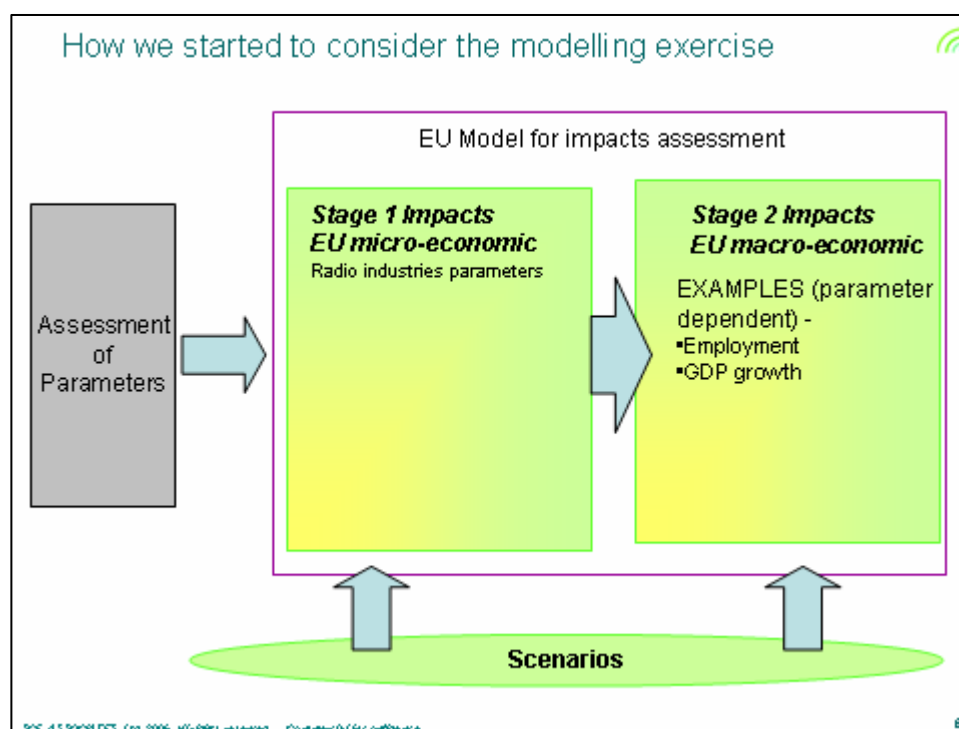 How we started to consider the modelling exercise
EU Model for impacts assessment
Assessment
of
Parameters
Stage 1 Impacts
EU micro-economic
Radio industries parameters
Stage 2 Impacts
EU macro-economic
EXAMPLES (parameter
dependent) -
▪Employment
▪GDP growth
Scenarios